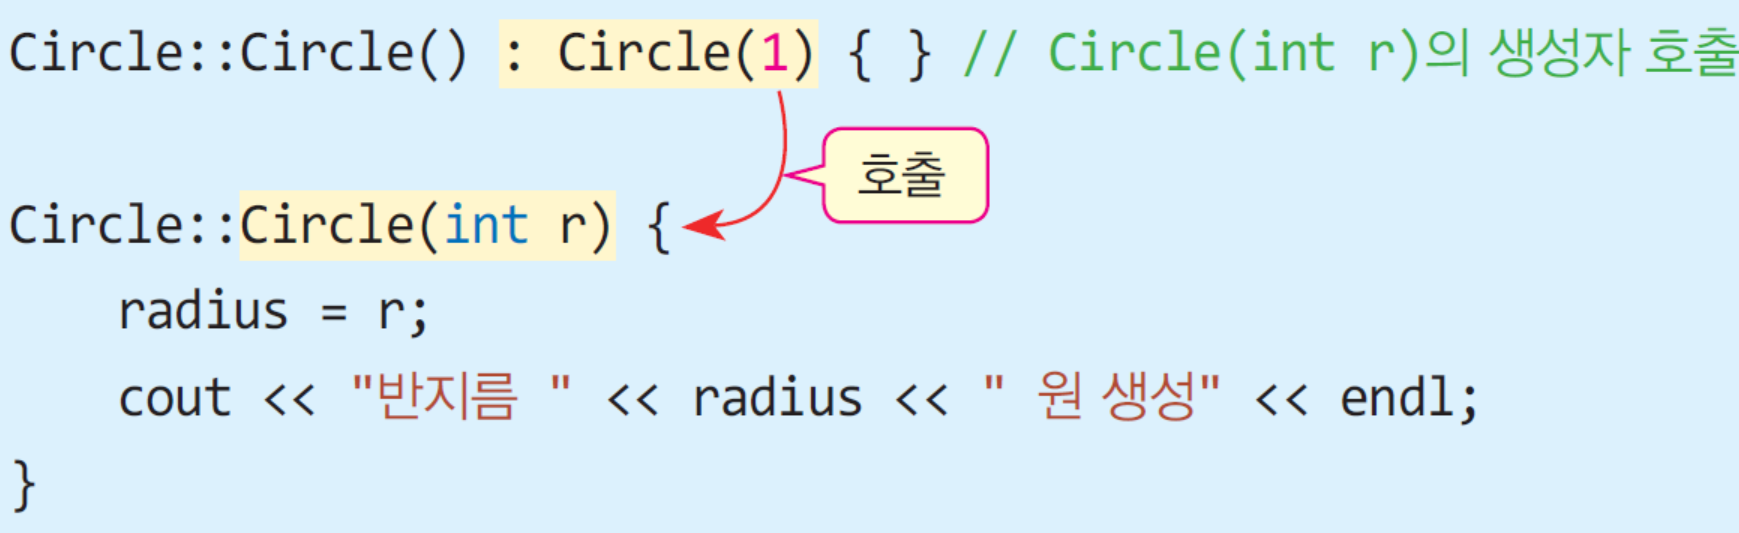 Circle::Circle() : Circle(1) { } // Circle(int r)의 생성자 호출
호출
Circle::Circle(int r) {
radius = r;
cout << "반지름 " << radius << " 원 생성" << endl;
}